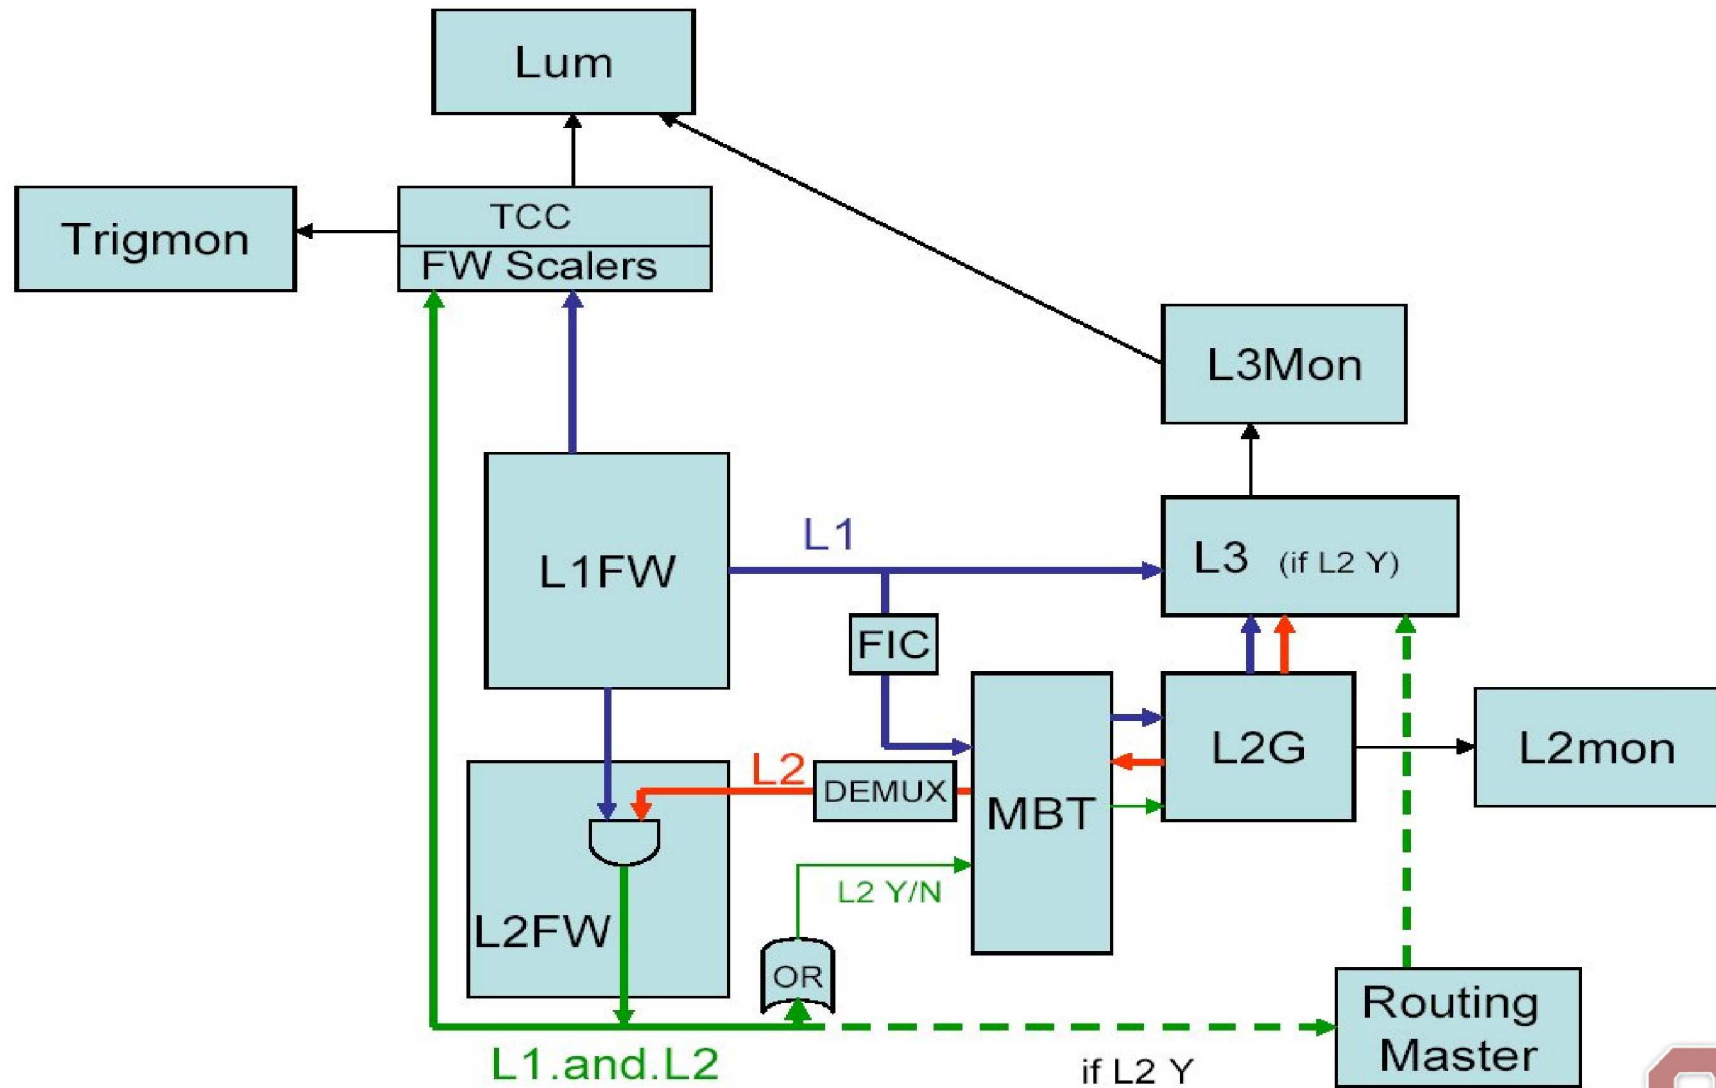 Lum
TCC
Trigmon
FW Scalers
L3Mon
L1
L3 (if L2 Y)
L1FW
FIC
L2G
L2mon
L2
DEMUX
MBT
L2 Y/N
L2FW
OR
Routing
Master
L1.and.L2
if L2 Y